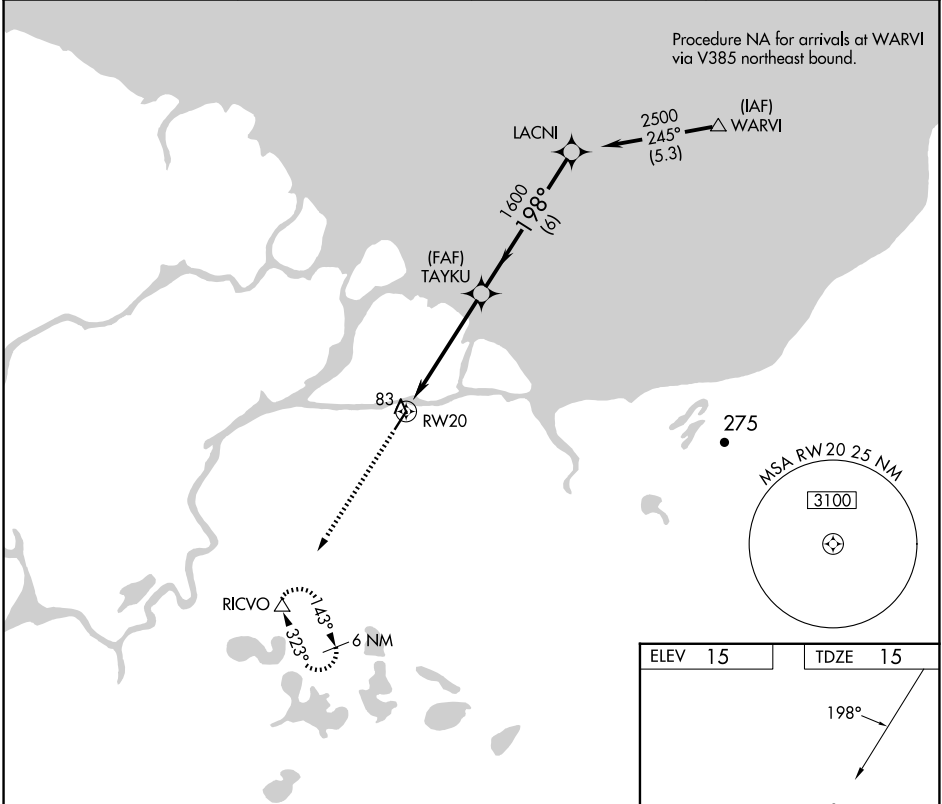 Procedure NA for arrivals at WARVI
via V385 northeast bound.
(IAF)
WARVI
2500
245°
(5.3)
LACNI
1600
198°
(6)
(FAF)
TAYKU
83
RW20
275
MSA RW20 25 NM
3100
RICVO
143°
323°
6 NM
ELEV 15
TDZE 15
198°